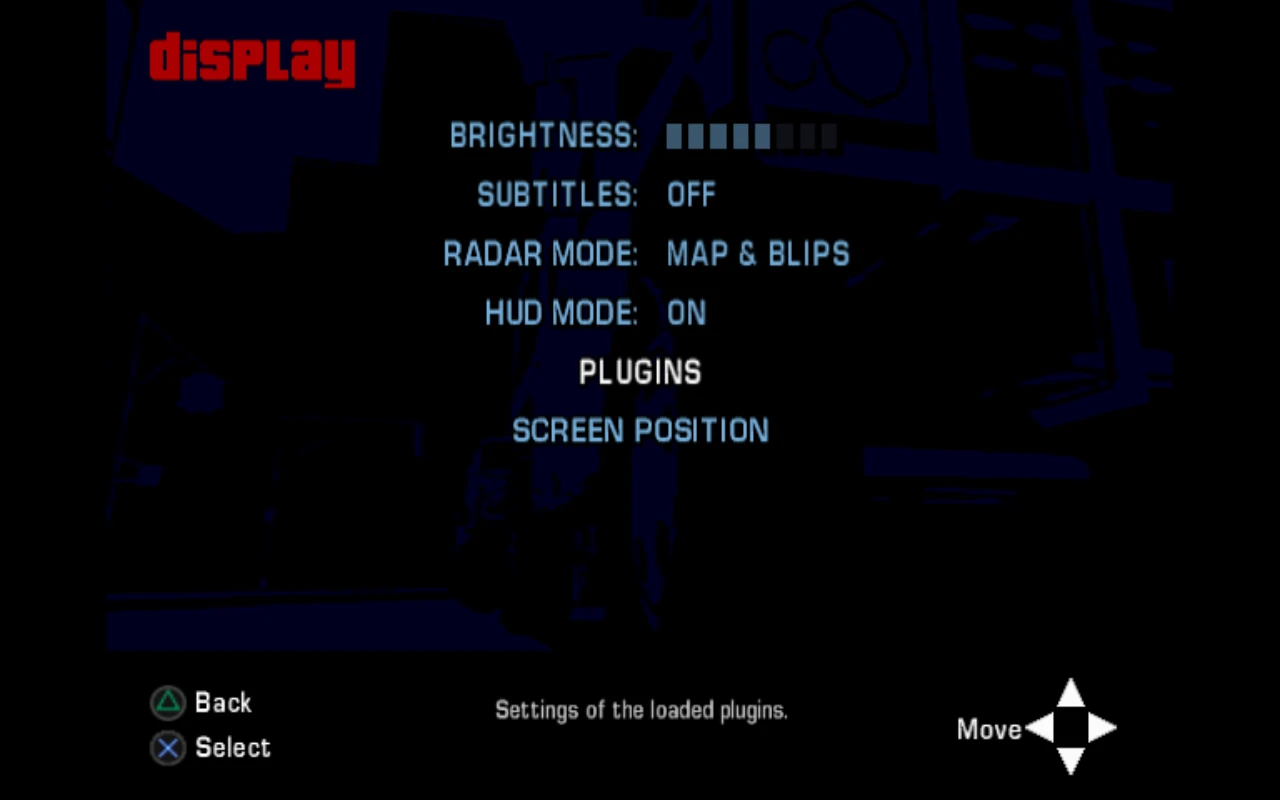 display
BRIGHTNESS:
SUBTITLES: OFF
RADAR MODE: MAP & BLIPS
HUD MODE: ON
PLUGINS
SCREEN POSITION
Back
Select
Settings of the loaded plugins.
Move